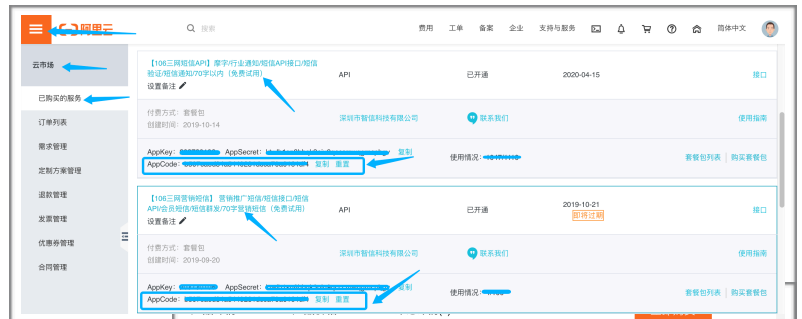 阿里云
搜索
费用 工单 备案 企业 支持与服务 简体中文
云市场
已购买的服务
订单列表
需求管理
定制方案管理
退款管理
发票管理
优惠券管理
合同管理
【106三网短信API】摩字/行业通知/短信API接口/短信
验证/短信通知/70字以内（免费试用）
设置备注
API
已开通
2020-04-15
接口
付费方式：套餐包
创建时间：2019-10-14
深圳市智信科技有限公司
联系我们
使用指南
AppKey: AppSecret: 复制
AppCode: 复制 重置
使用情况：
套餐包列表 | 购买套餐包
【106三网营销短信】 营销推广短信/短信接口/短信
API/会员短信/短信群发/70字营销短信（免费试用）
设置备注
API
已开通
2019-10-21
即将过期
接口
付费方式：套餐包
创建时间：2019-09-20
深圳市智信科技有限公司
联系我们
使用指南
AppKey: AppSecret: 复制
AppCode: 复制 重置
使用情况：
套餐包列表 | 购买套餐包